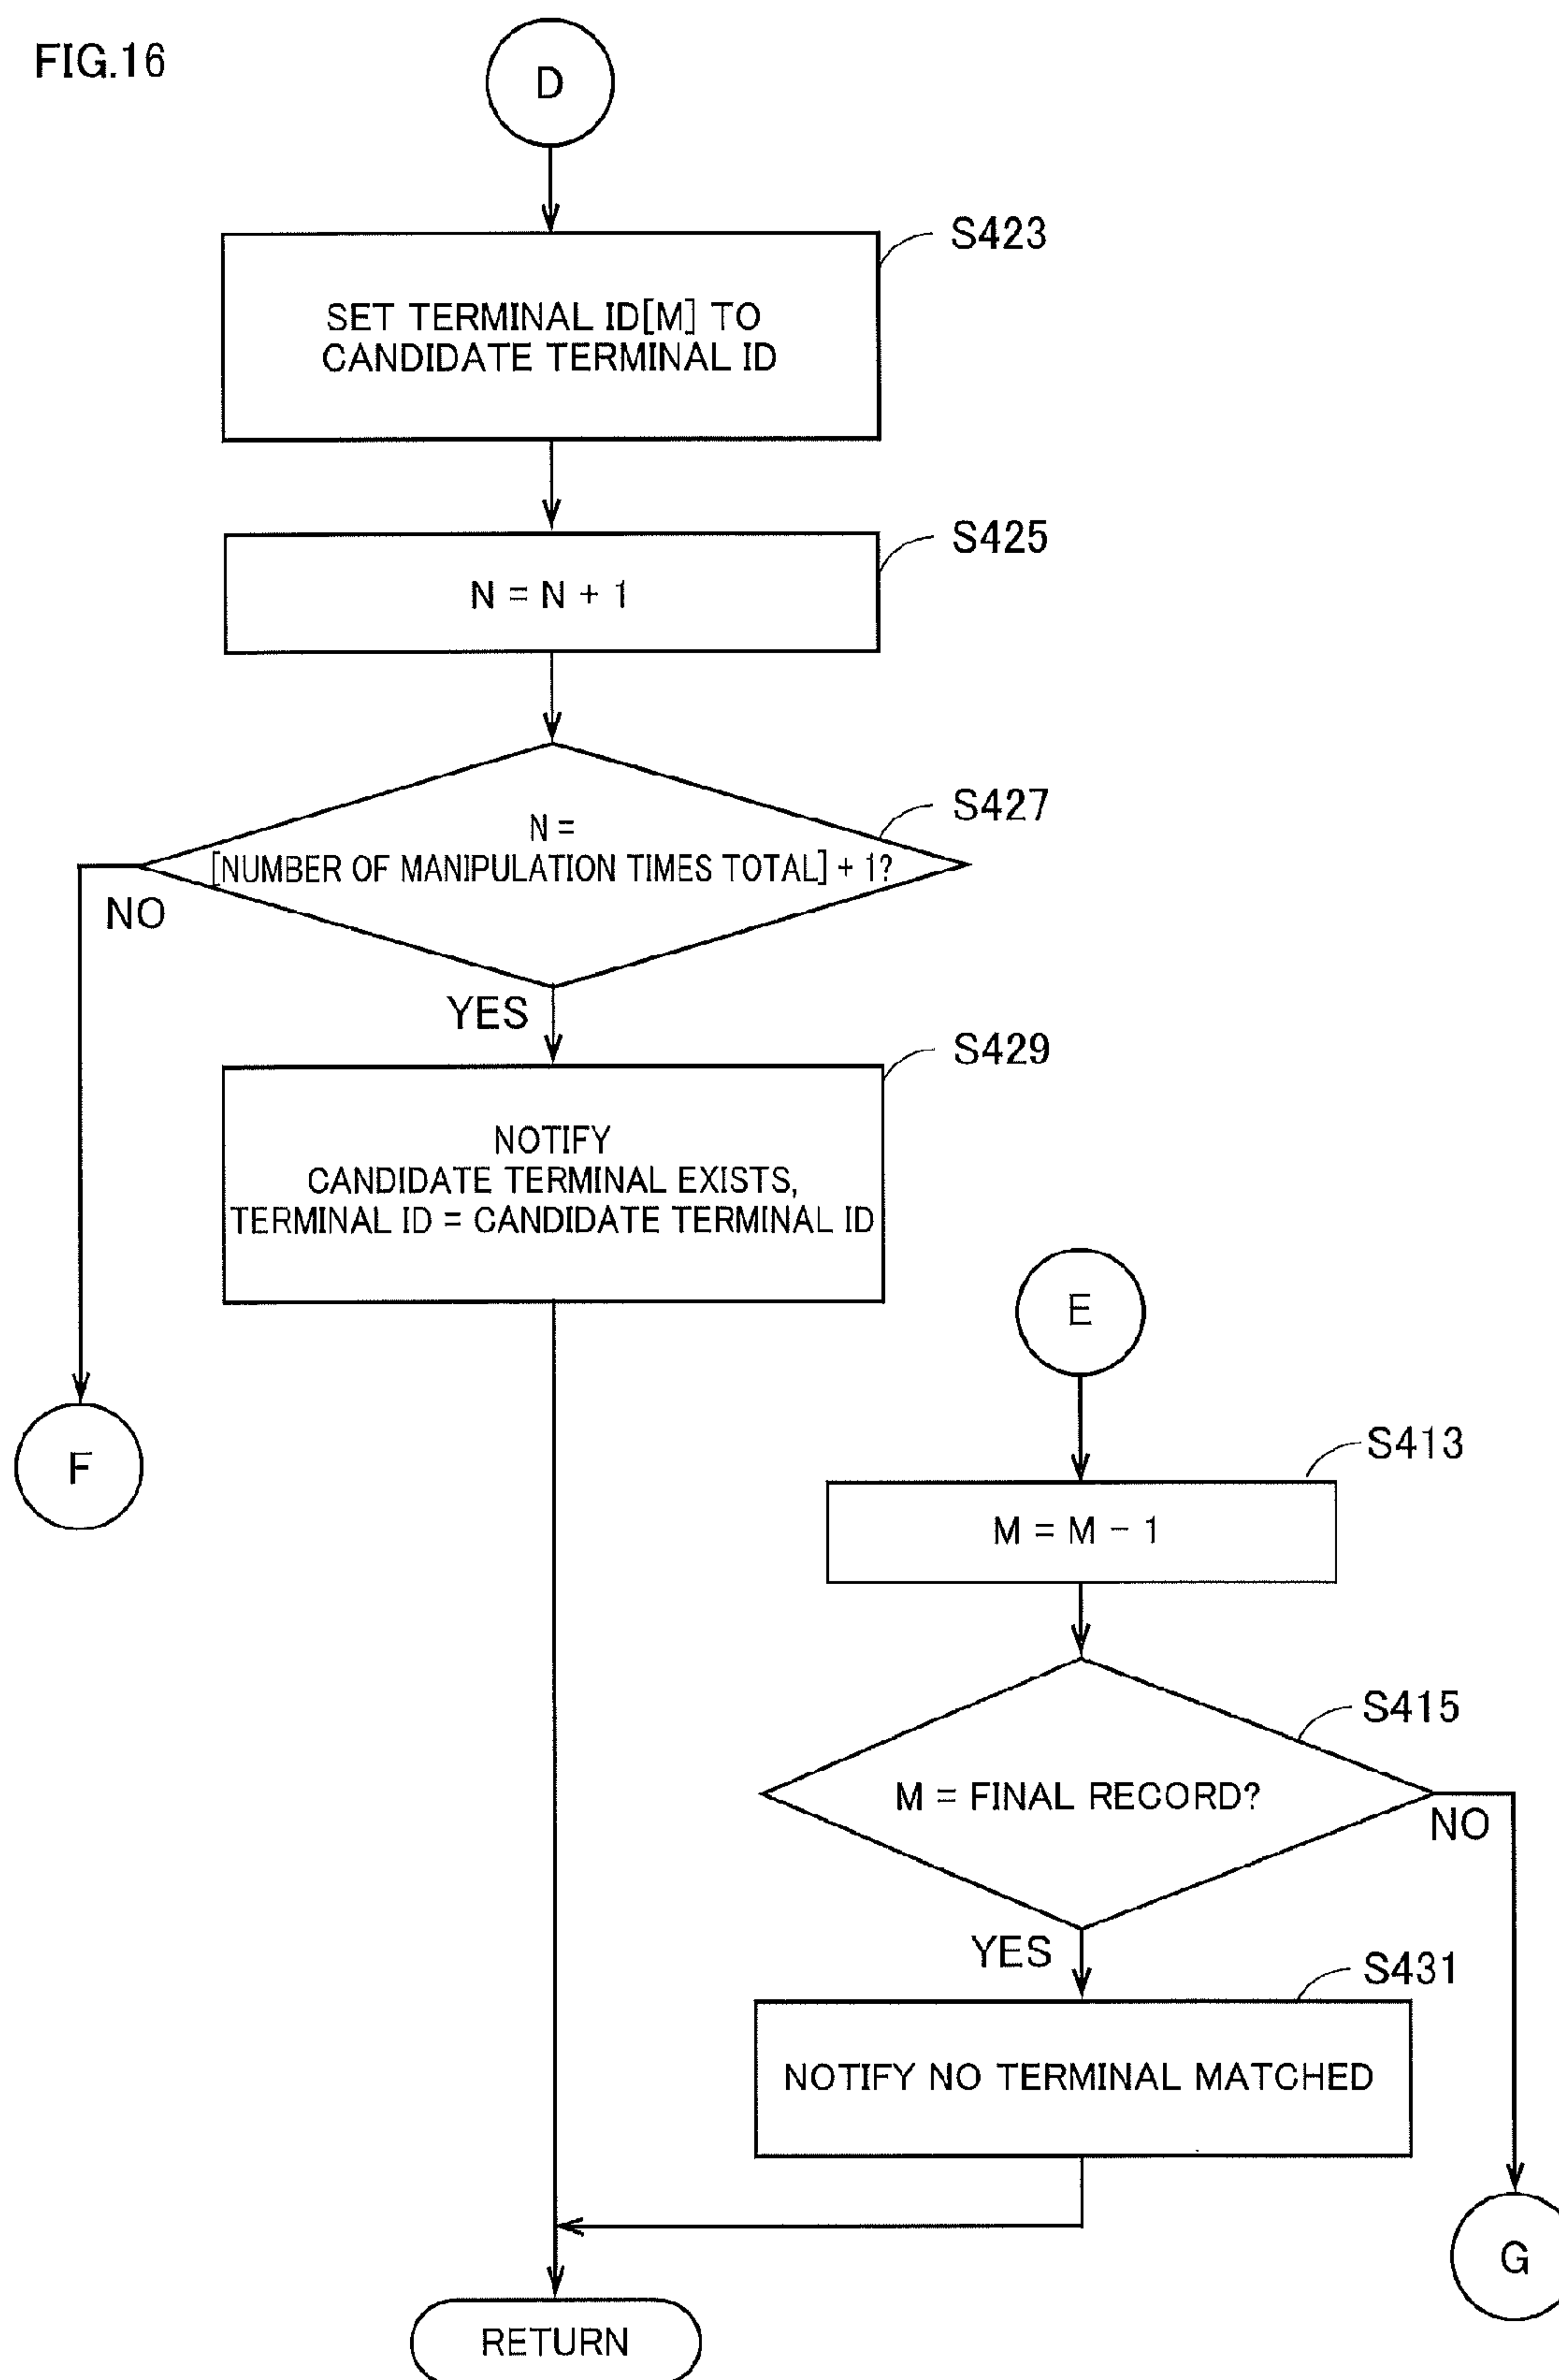 FIG.16
D
S423
SET TERMINAL ID[M] TO
CANDIDATE TERMINAL ID
S425
N = N + 1
S427
N =
[NUMBER OF MANIPULATION TIMES TOTAL] + 1?
NO
YES
S429
NOTIFY
CANDIDATE TERMINAL EXISTS,
TERMINAL ID = CANDIDATE TERMINAL ID
F
E
S413
M = M - 1
S415
M = FINAL RECORD?
NO
YES
S431
NOTIFY NO TERMINAL MATCHED
G
RETURN